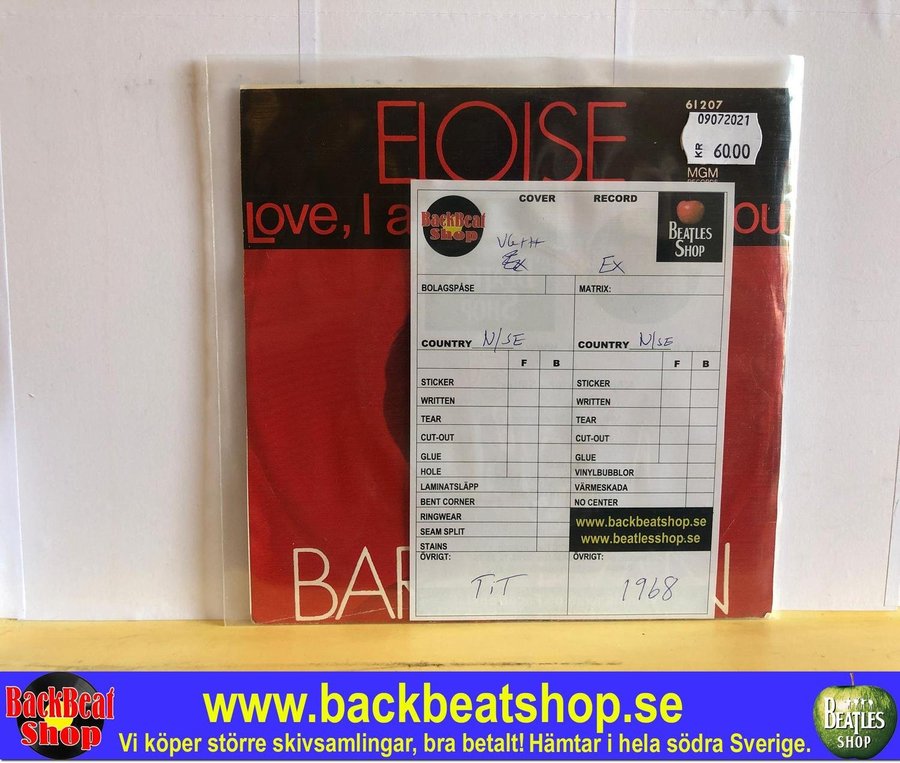 ELOISE
61207
09072021
KR 60.00
MGM
RECORDS
Love, I a
ou
BackBeat
Shop
COVER RECORD
BEATLES
SHOP
VG++
EX
BOLAGSPÅSE MATRIX:
COUNTRY N/SE COUNTRY N/SE
F B F B
STICKER STICKER
WRITTEN WRITTEN
TEAR TEAR
CUT-OUT CUT-OUT
GLUE GLUE
HOLE VINYLBUBBLOR
LAMINATSLÄPP VÄRMESKADA
BENT CORNER NO CENTER
RINGWEAR www.backbeatshop.se
SEAM SPLIT www.beatlesshop.se
STAINS
ÖVRIGT: ÖVRIGT:
TiT 1968
BAR N
BackBeat
Shop
www.backbeatshop.se
Vi köper större skivsamlingar, bra betalt! Hämtar i hela södra Sverige.
BEATLES
SHOP